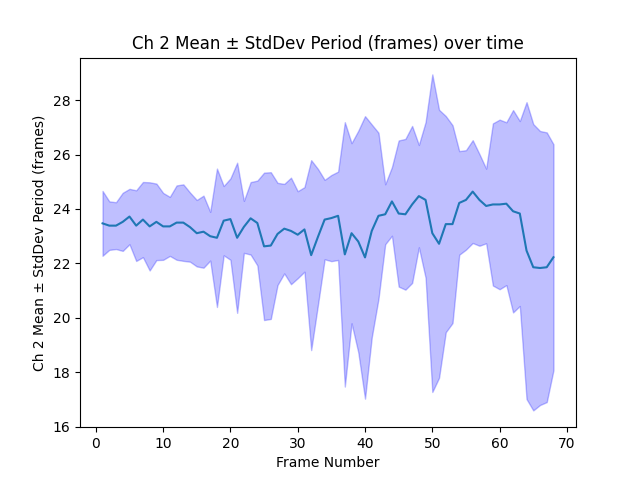 Ch 2 Mean ± StdDev Period (frames) over time
Ch 2 Mean ± StdDev Period (frames)
28
26
24
22
20
18
16
0 10 20 30 40 50 60 70
Frame Number